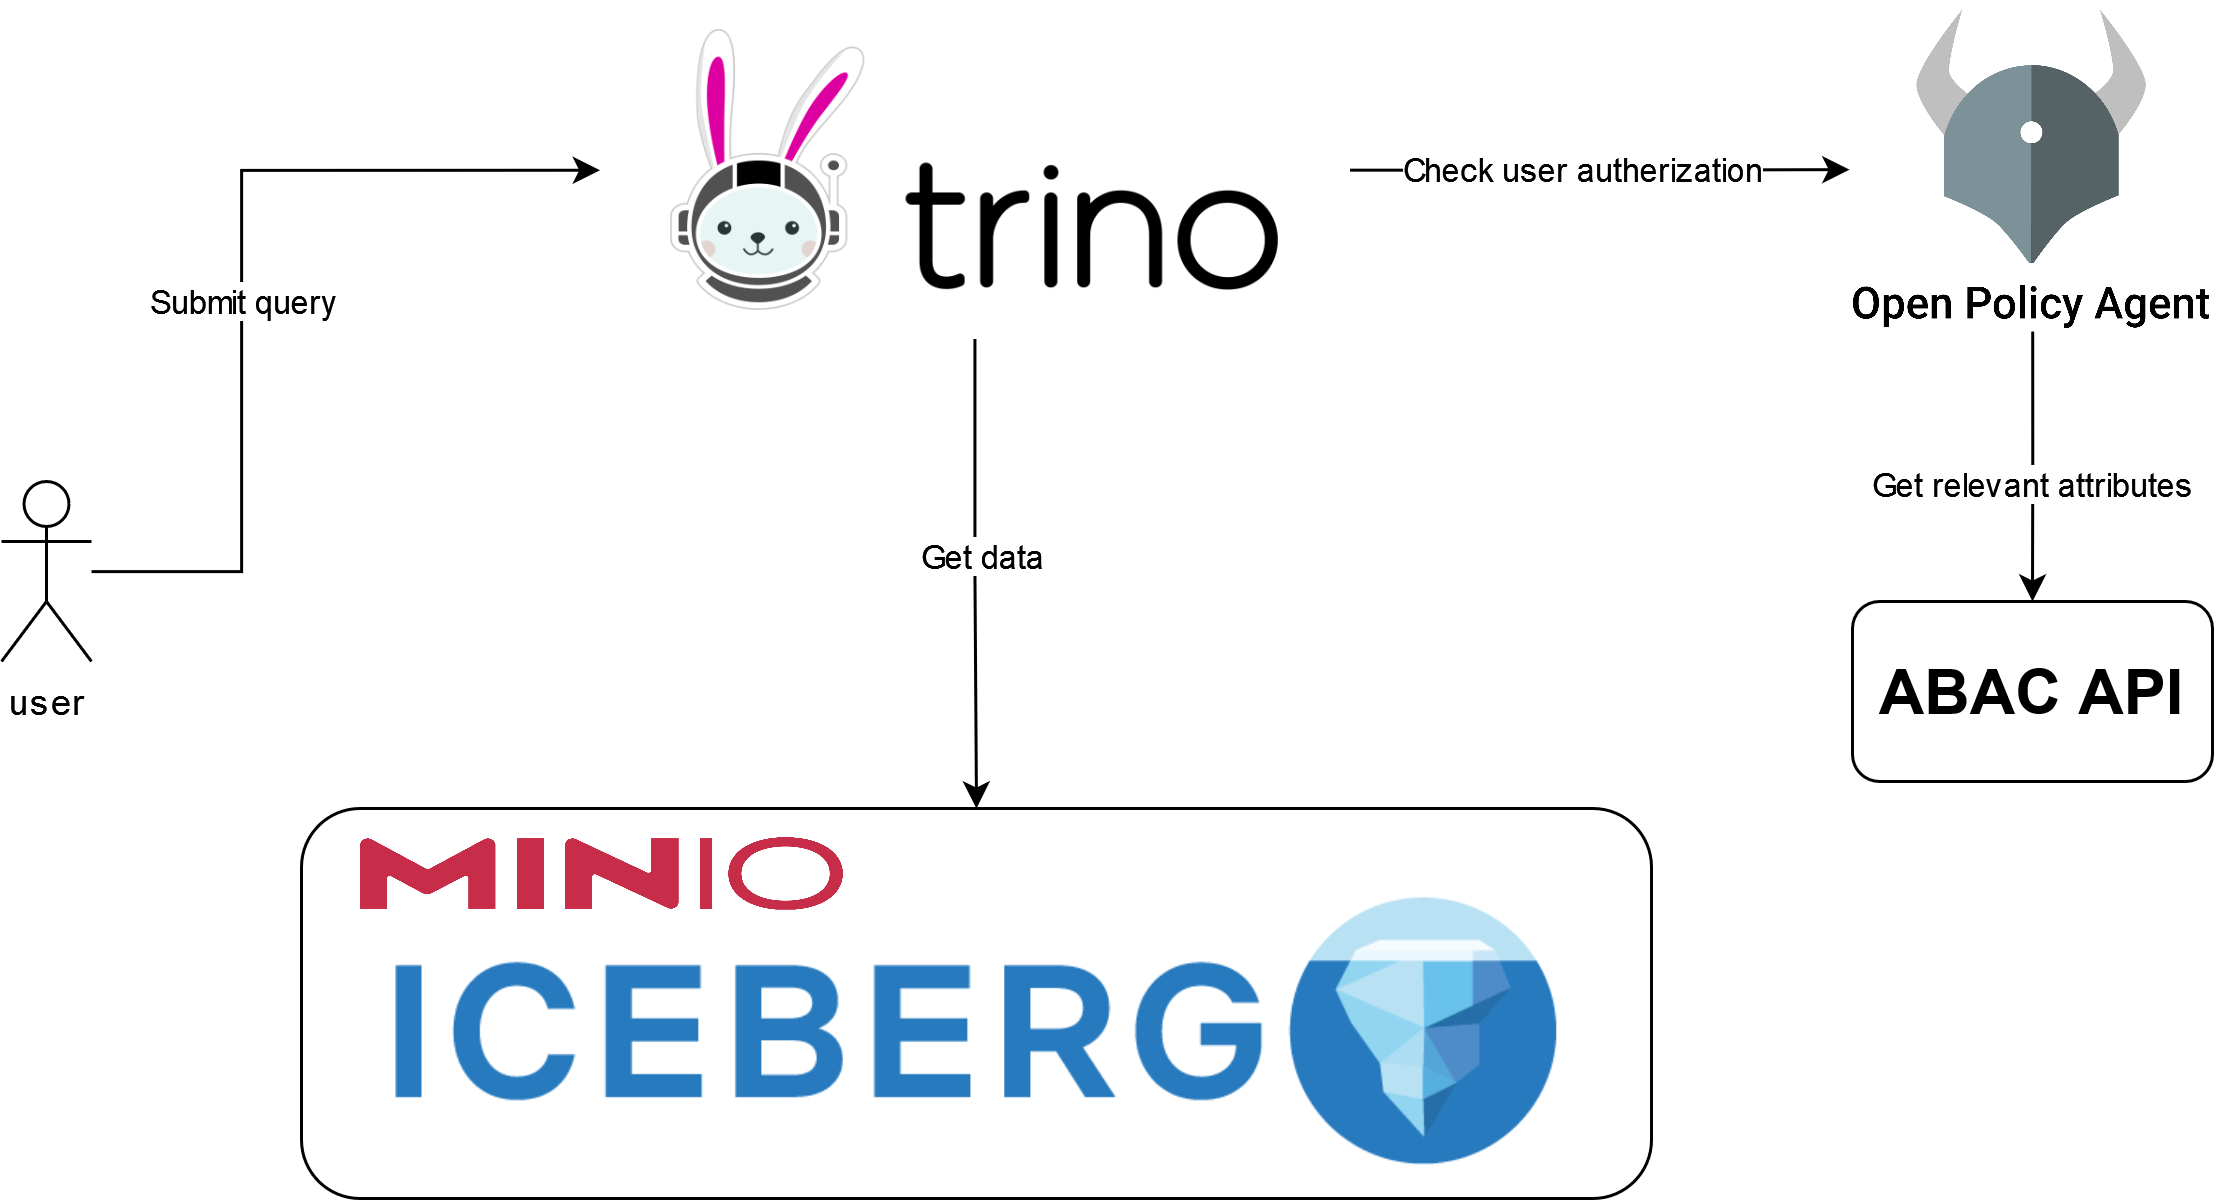 trino
Check user autherization
Open Policy Agent
Submit query
Get relevant attributes
Get data
user
ABAC API
MINIO
ICEBERG